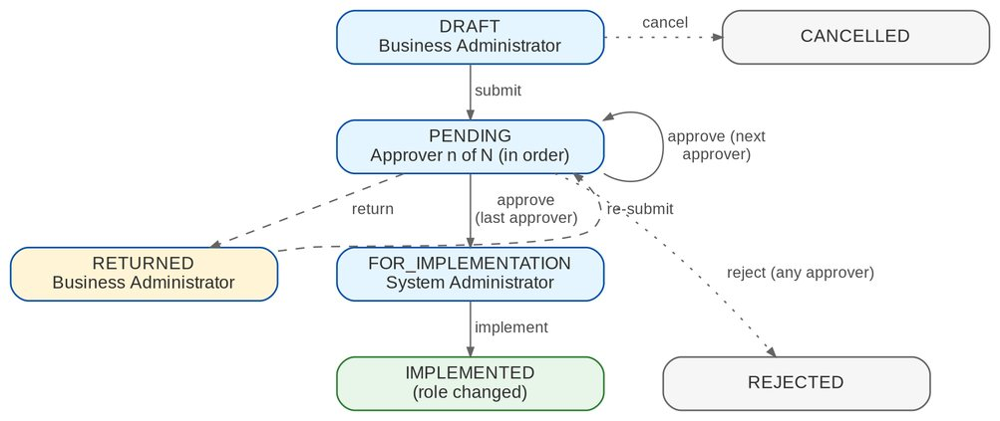 DRAFT
Business Administrator
cancel
CANCELLED
submit
PENDING
Approver n of N (in order)
approve (next
approver)
return
approve
(last approver)
re-submit
RETURNED
Business Administrator
FOR_IMPLEMENTATION
System Administrator
reject (any approver)
implement
IMPLEMENTED
(role changed)
REJECTED